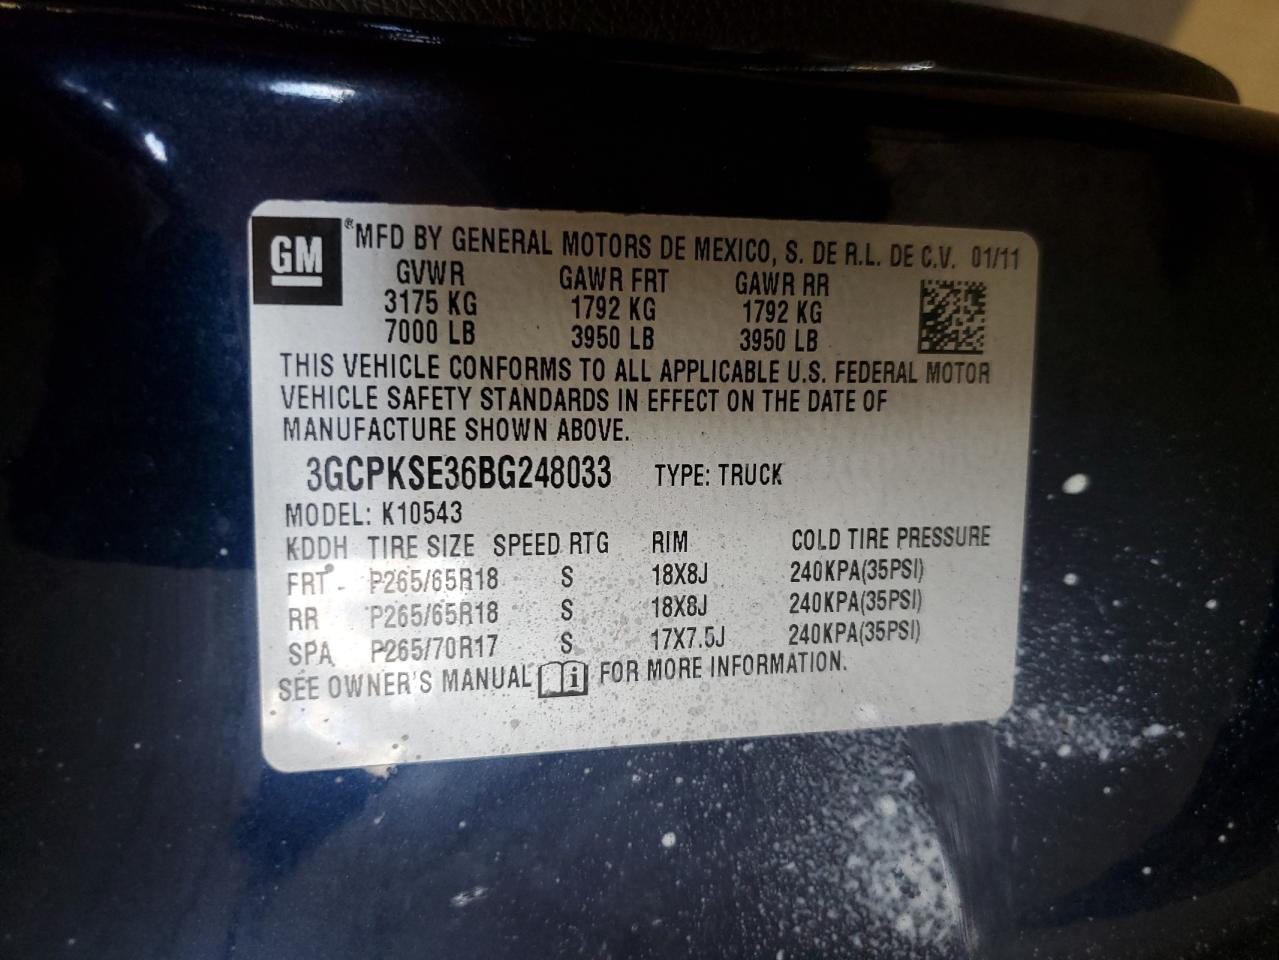 GM
®MFD BY GENERAL MOTORS DE MEXICO, S. DE R.L. DE C.V. 01/11
GVWR GAWR FRT GAWR RR
3175 KG 1792 KG 1792 KG
7000 LB 3950 LB 3950 LB
THIS VEHICLE CONFORMS TO ALL APPLICABLE U.S. FEDERAL MOTOR
VEHICLE SAFETY STANDARDS IN EFFECT ON THE DATE OF
MANUFACTURE SHOWN ABOVE.
3GCPKSE36BG248033 TYPE: TRUCK
MODEL: K10543
KDDH TIRE SIZE SPEED RTG RIM COLD TIRE PRESSURE
FRT P265/65R18 S 18X8J 240KPA(35PSI)
RR P265/65R18 S 18X8J 240KPA(35PSI)
SPA P265/70R17 S 17X7.5J 240KPA(35PSI)
SEE OWNER'S MANUAL i FOR MORE INFORMATION.